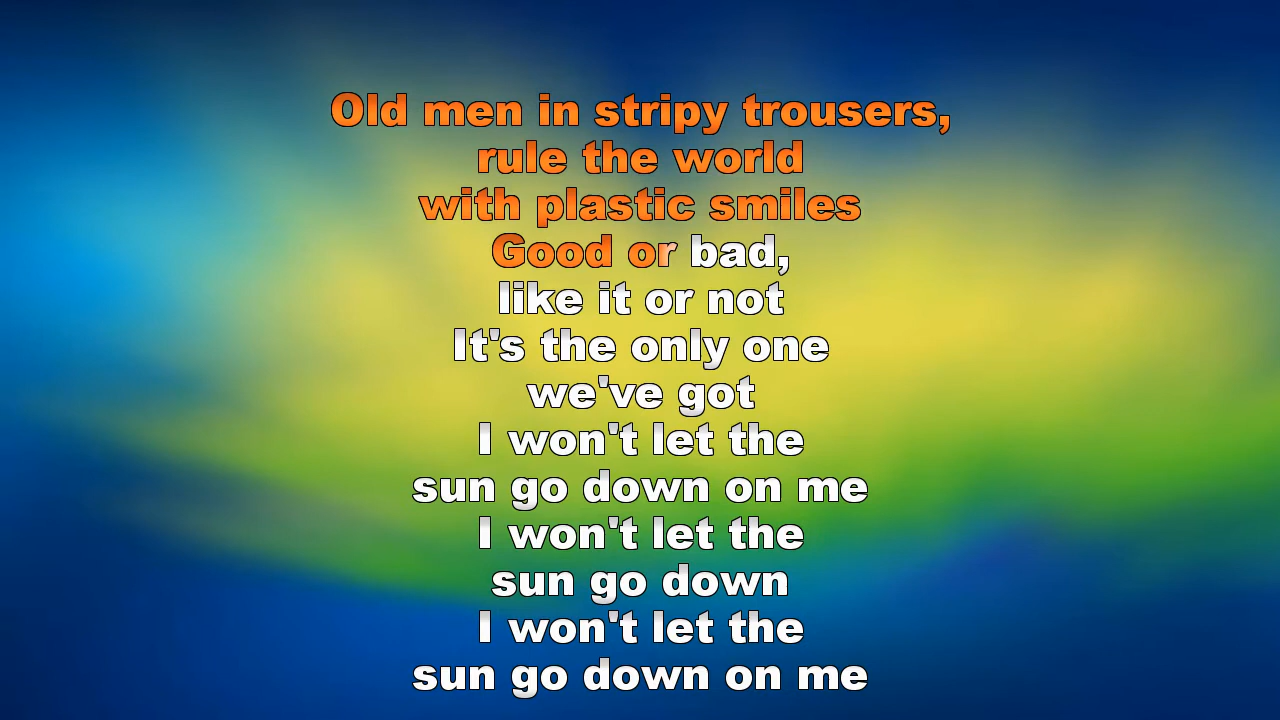 Old men in stripy trousers,
rule the world
with plastic smiles
Good or bad,
like it or not
It's the only one
we've got
I won't let the
sun go down on me
I won't let the
sun go down
I won't let the
sun go down on me